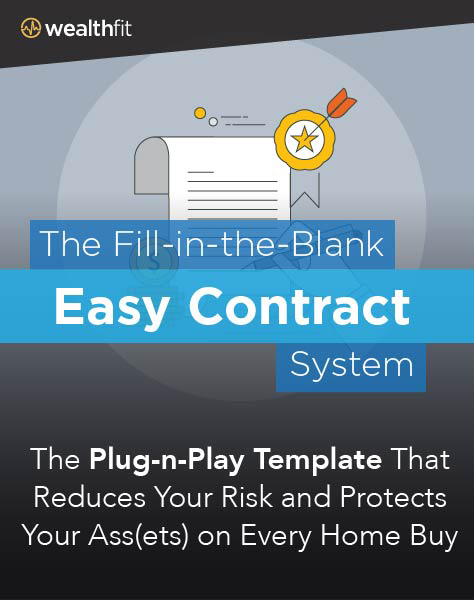 wealthfit
The Fill-in-the-Blank
Easy Contract
System
The Plug-n-Play Template That
Reduces Your Risk and Protects
Your Ass(ets) on Every Home Buy